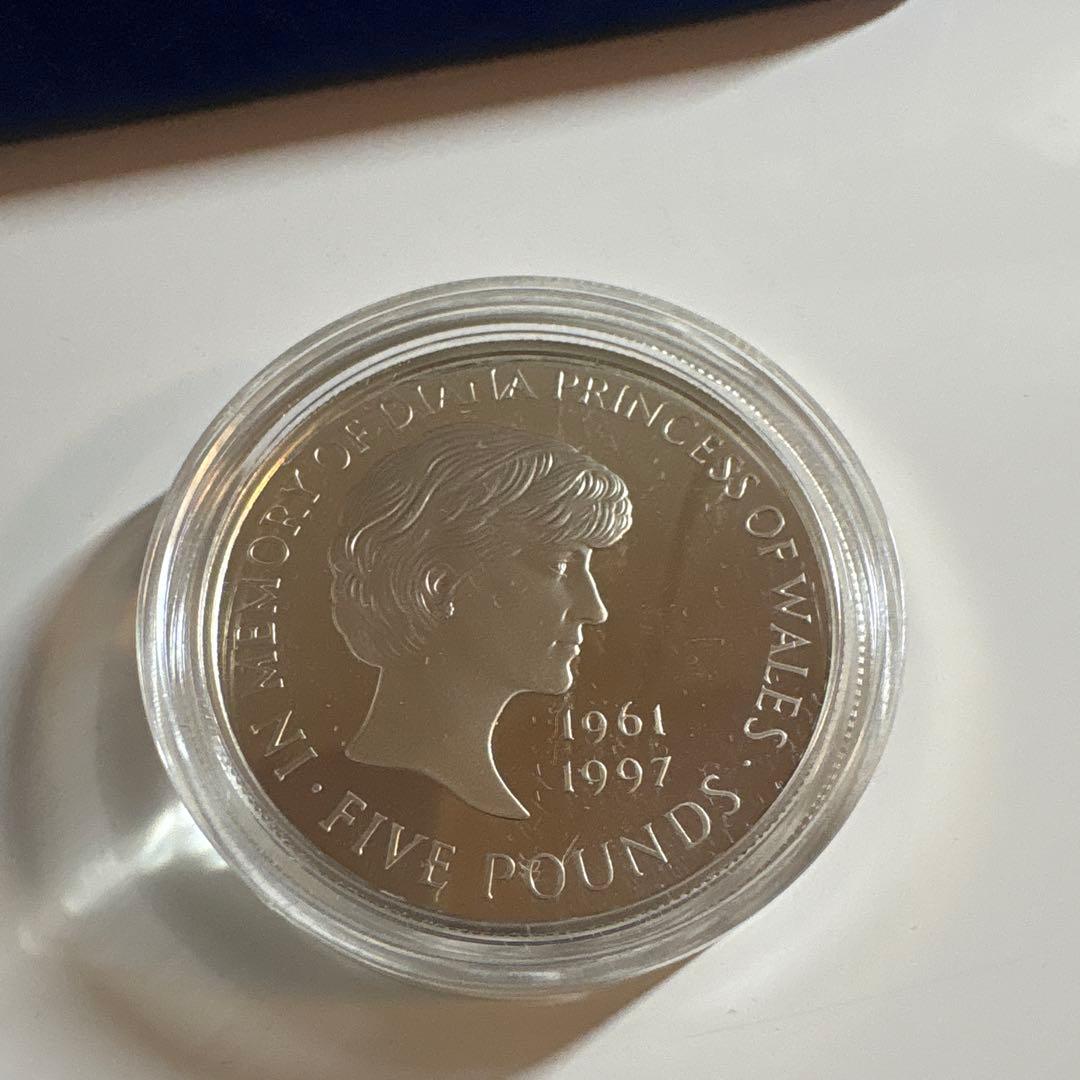 IN MEMORY OF DIANA PRINCESS OF WALES
1961
1997
· FIVE POUNDS ·